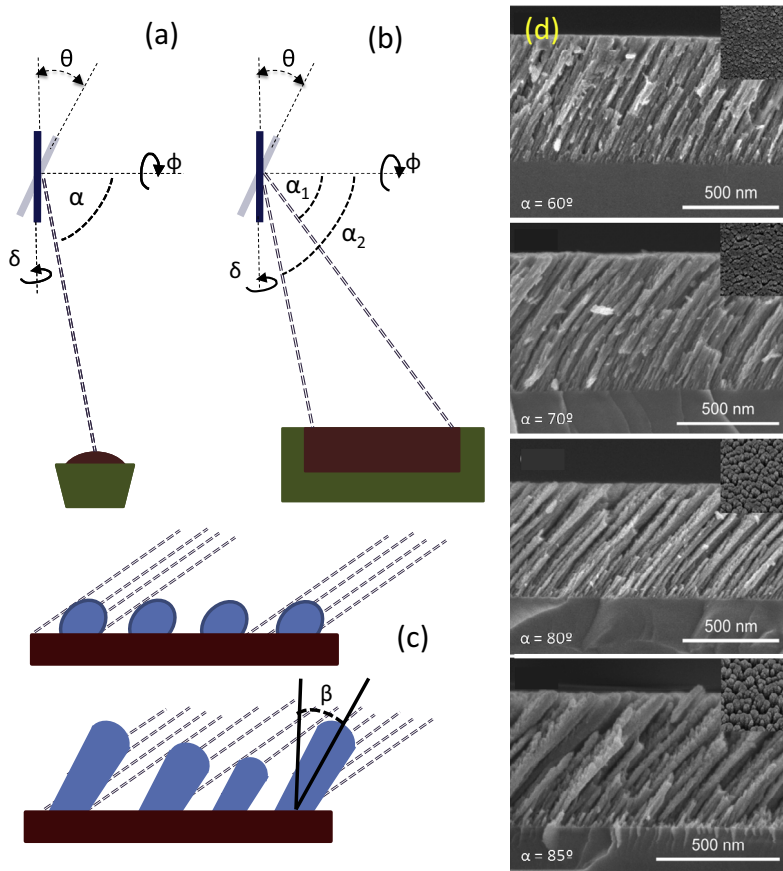 (a)
θ
ϕ
α
δ
(b)
θ
ϕ
α1
α2
δ
(c)
β
(d)
500 nm
α = 60º
500 nm
α = 70º
500 nm
α = 80º
500 nm
α = 85º